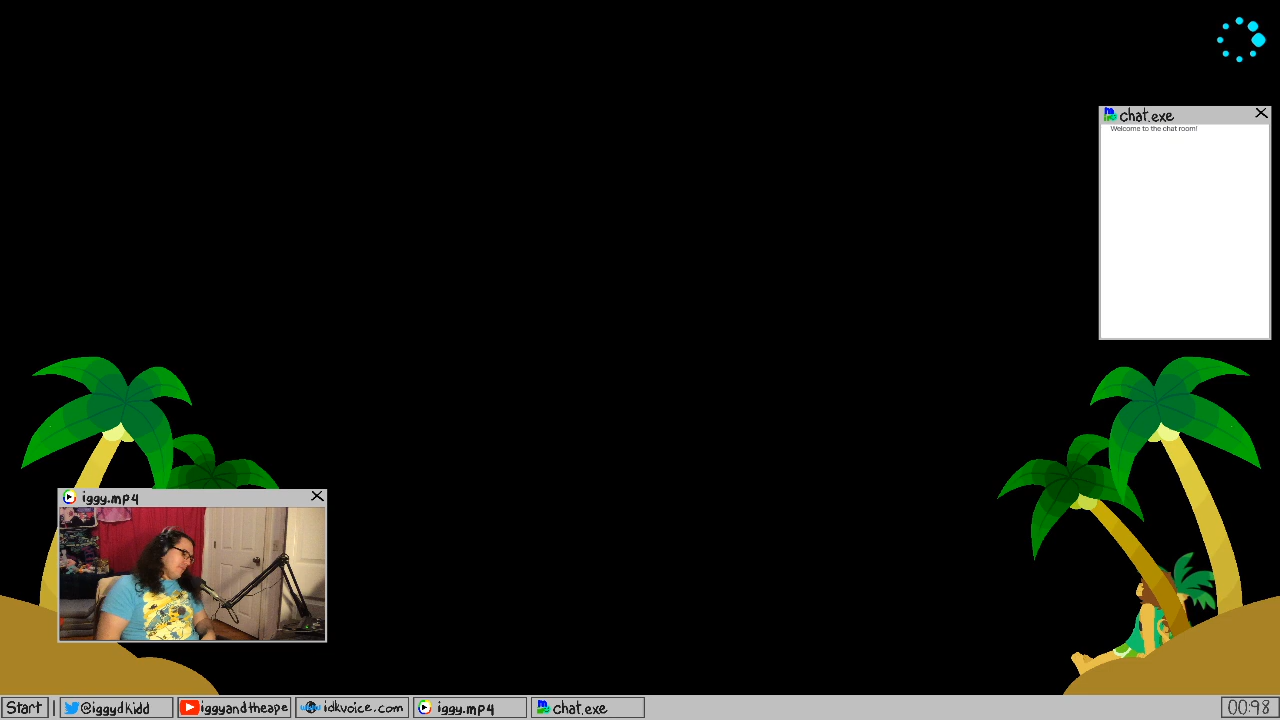 chat.exe
Welcome to the chat room!
iggy.mp4
Start | @iggydkidd iggyandtheape www idkvoice.com iggy.mp4 chat.exe 00:98